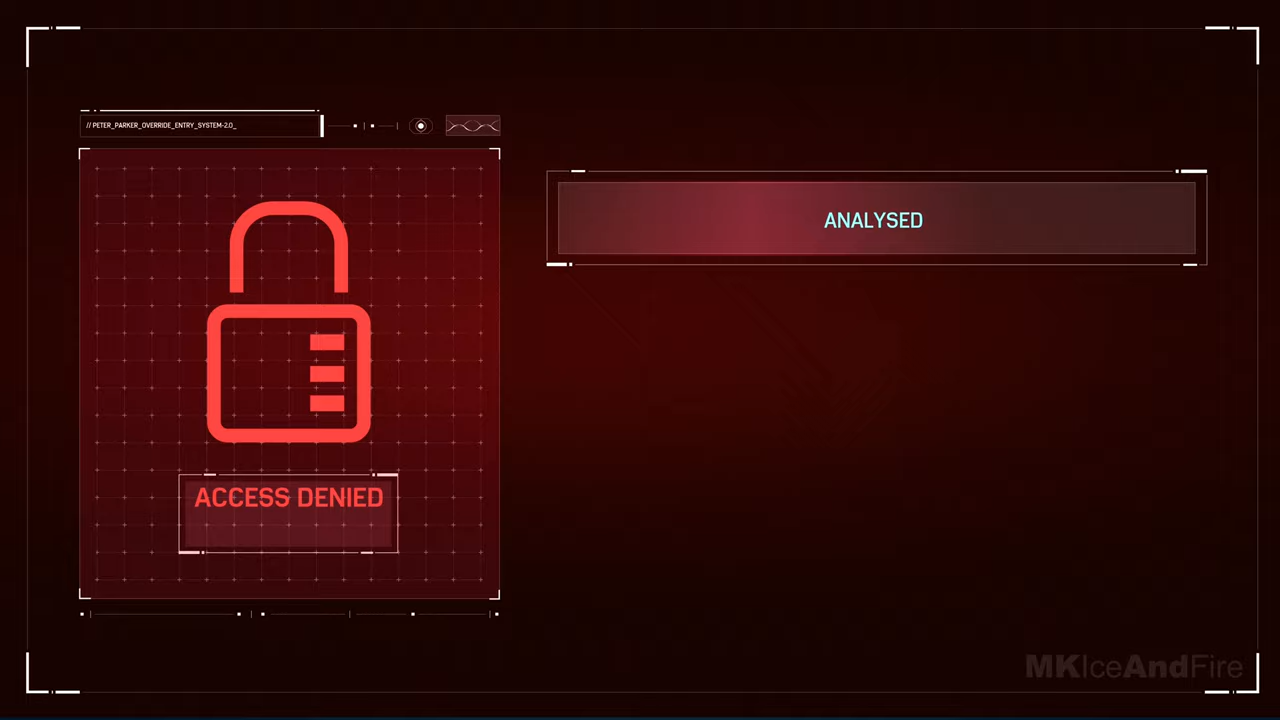 // PETER_PARKER_OVERRIDE_ENTRY_SYSTEM-2.0_
ANALYSED
ACCESS DENIED
MKIceAndFire